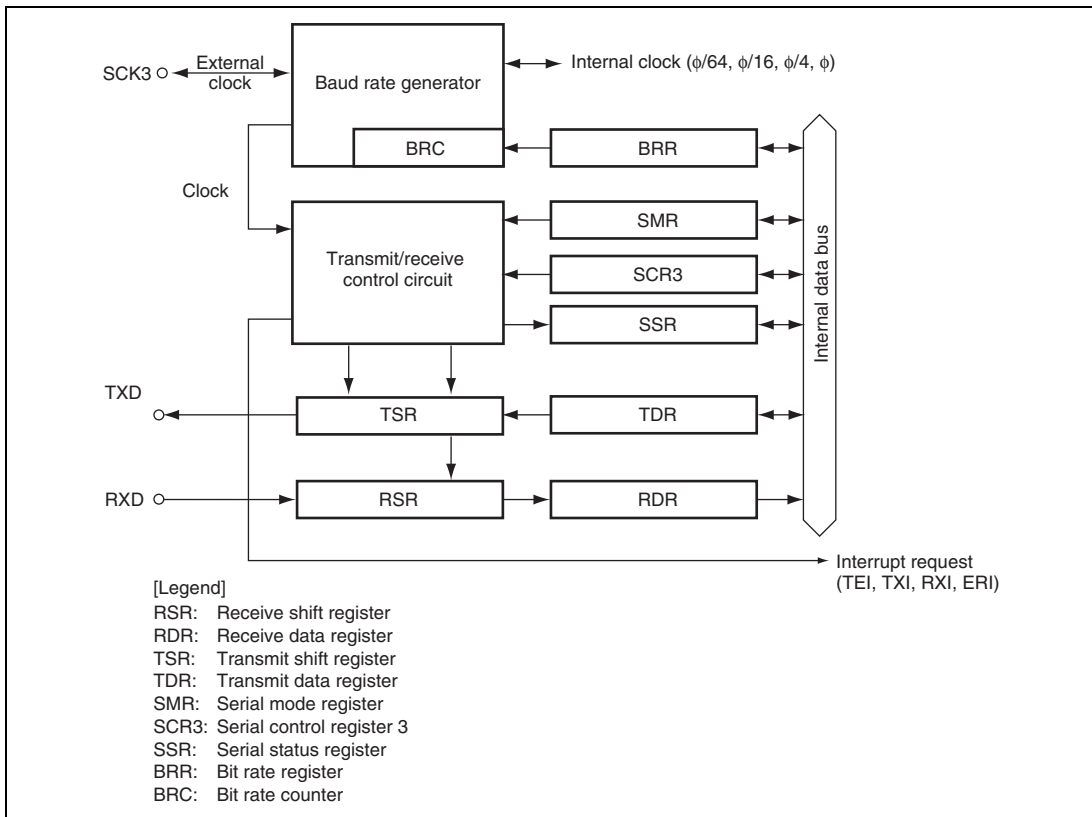 SCK3
External
clock
Baud rate generator
Internal clock (ϕ/64, ϕ/16, ϕ/4, ϕ)
BRC
BRR
Clock
Transmit/receive
control circuit
SMR
SCR3
SSR
Internal data bus
TXD
TSR
TDR
RXD
RSR
RDR
Interrupt request
(TEI, TXI, RXI, ERI)
[Legend]
RSR: Receive shift register
RDR: Receive data register
TSR: Transmit shift register
TDR: Transmit data register
SMR: Serial mode register
SCR3: Serial control register 3
SSR: Serial status register
BRR: Bit rate register
BRC: Bit rate counter